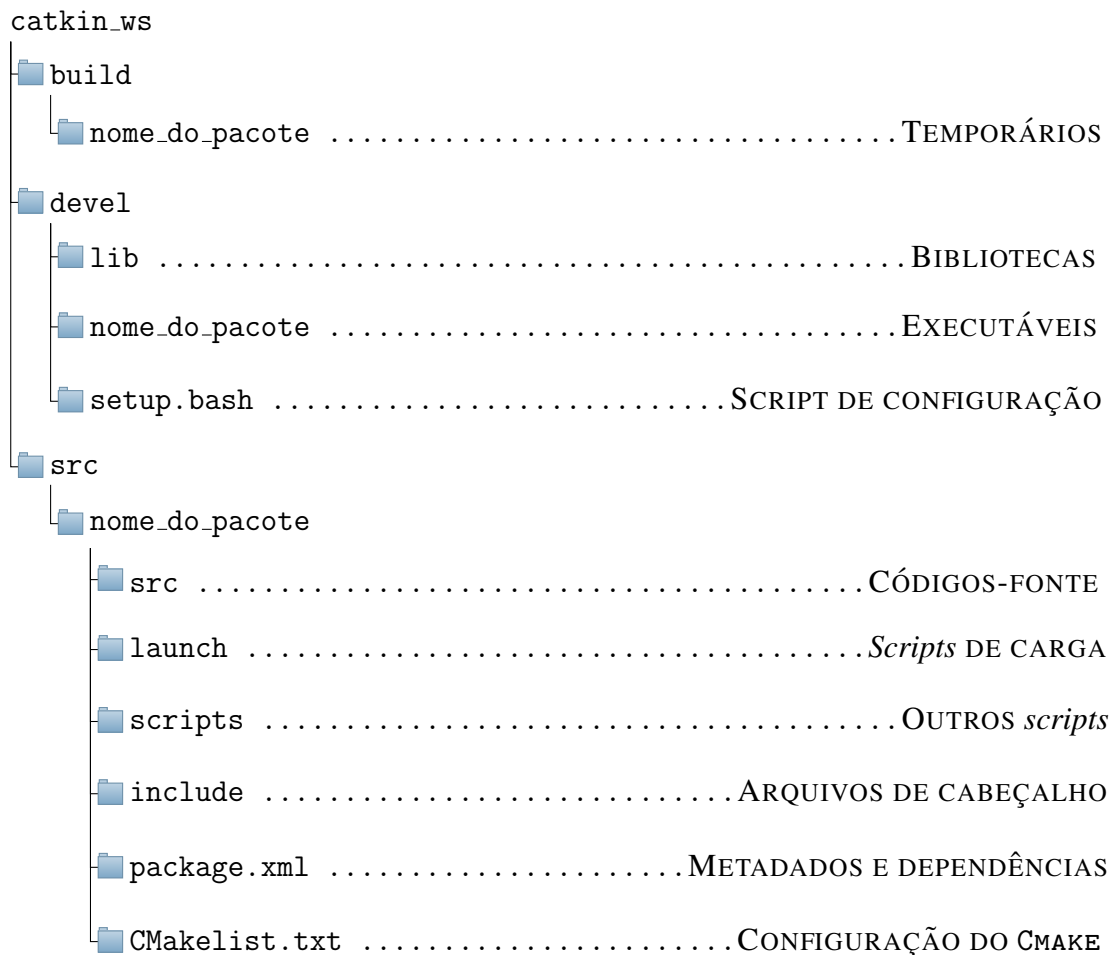 catkin_ws
build
nome_do_pacote ................................... TEMPORÁRIOS
devel
lib .............................................. BIBLIOTECAS
nome_do_pacote ................................... EXECUTÁVEIS
setup.bash ............................ SCRIPT DE CONFIGURAÇÃO
src
nome_do_pacote
src ......................................... CÓDIGOS-FONTE
launch ...................................... Scripts DE CARGA
scripts ....................................... OUTROS scripts
include ............................. ARQUIVOS DE CABEÇALHO
package.xml ...................... METADADOS E DEPENDÊNCIAS
CMakelist.txt ....................... CONFIGURAÇÃO DO CMAKE